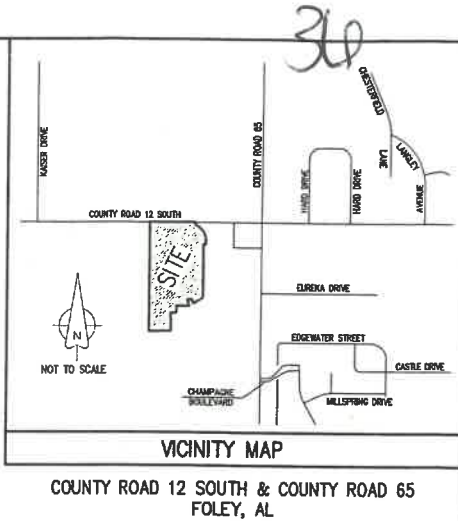 36
CHESTERFIELD
LANE
LANGLEY
AVENUE
KAISER DRIVE
COUNTY ROAD 65
HARD DRIVE
HARD DRIVE
COUNTY ROAD 12 SOUTH
SITE
EUREKA DRIVE
N
NOT TO SCALE
EDGEWATER STREET
CASTLE DRIVE
CHAMPAGNE
BOULEVARD
MILLSPRING DRIVE
VICINITY MAP
COUNTY ROAD 12 SOUTH & COUNTY ROAD 65
FOLEY, AL